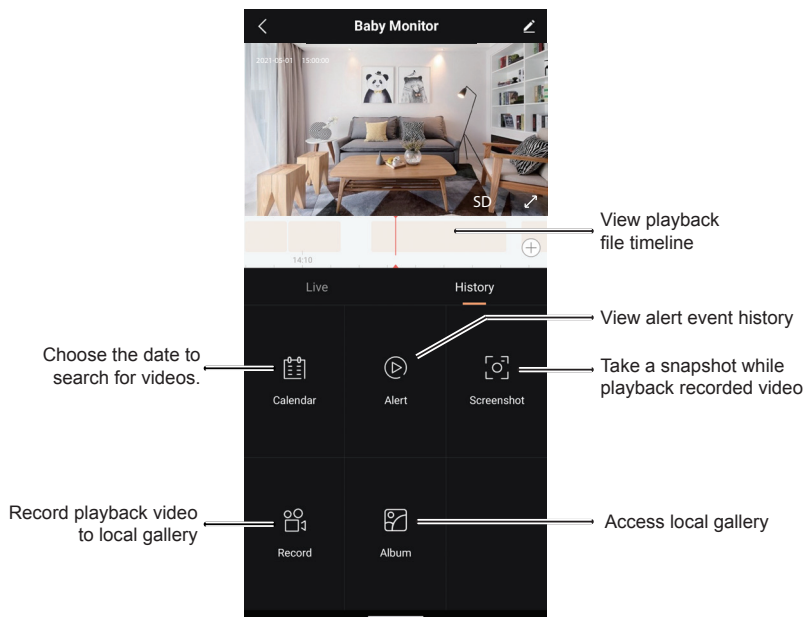 Baby Monitor
2021-05-01 15:00:00
SD
View playback
file timeline
14:10
Live
History
View alert event history
Choose the date to
search for videos.
Take a snapshot while
playback recorded video
Calendar
Alert
Screenshot
Record playback video
to local gallery
Access local gallery
Record
Album